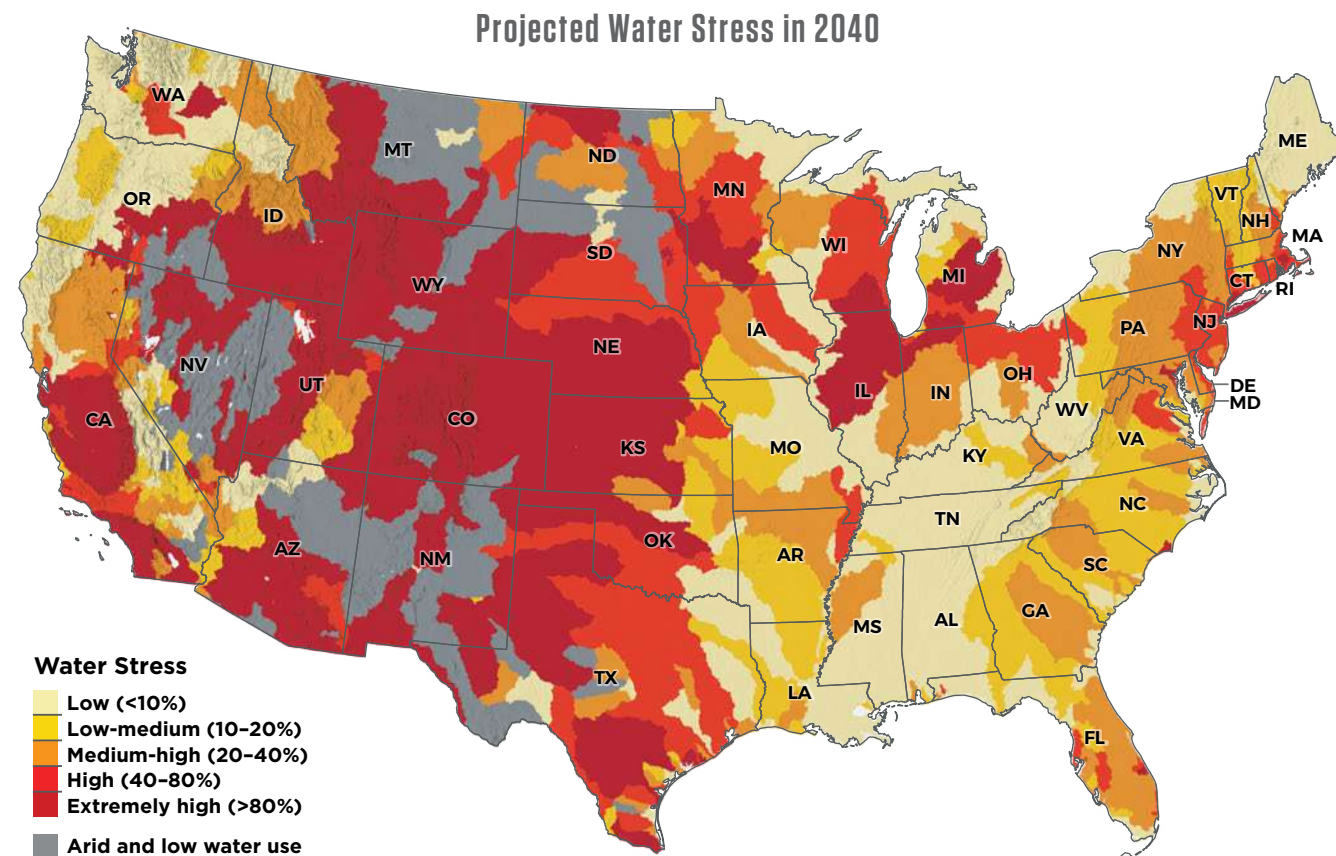 Projected Water Stress in 2040
WA
MT
ND
MN
ME
OR
ID
SD
WI
MI
VT
NH
NY
MA
CT
RI
WY
IA
NE
PA
NJ
NV
UT
IL
IN
OH
DE
MD
CA
CO
KS
MO
WV
VA
KY
AZ
NM
OK
AR
TN
NC
SC
TX
LA
MS
AL
GA
FL
Water Stress
Low (<10%)
Low-medium (10–20%)
Medium-high (20–40%)
High (40–80%)
Extremely high (>80%)
Arid and low water use